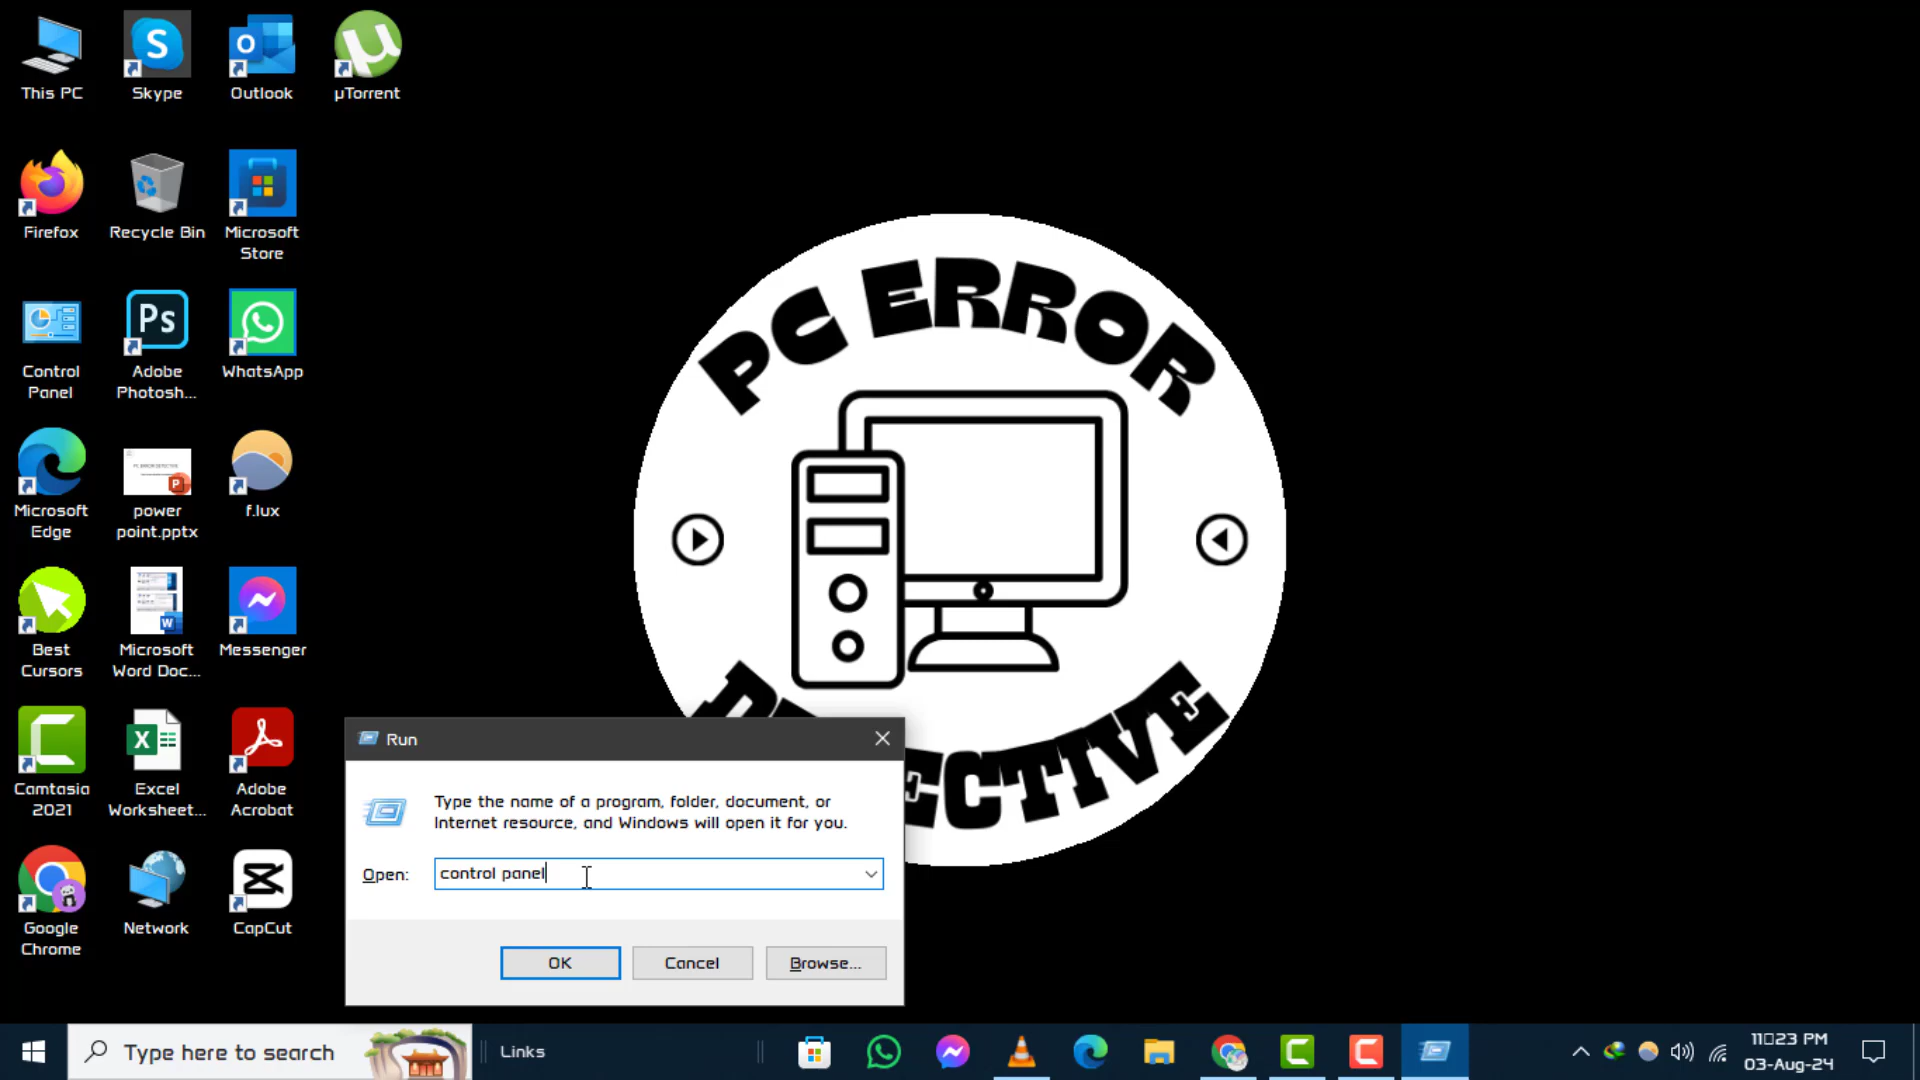 This PC
Skype
Outlook
µTorrent
Firefox
Recycle Bin
Microsoft
Store
Control
Panel
Ps
Adobe
Photosh...
WhatsApp
Microsoft
Edge
power
point.pptx
f.lux
Best
Cursors
Microsoft
Word Doc...
Messenger
Camtasia
2021
Excel
Worksheet...
Adobe
Acrobat
Google
Chrome
Network
CapCut
PC ERROR
ECTIVE
Run
Type the name of a program, folder, document, or
Internet resource, and Windows will open it for you.
Open:
control panel
OK
Cancel
Browse...
Type here to search
Links
11□23 PM
03-Aug-24